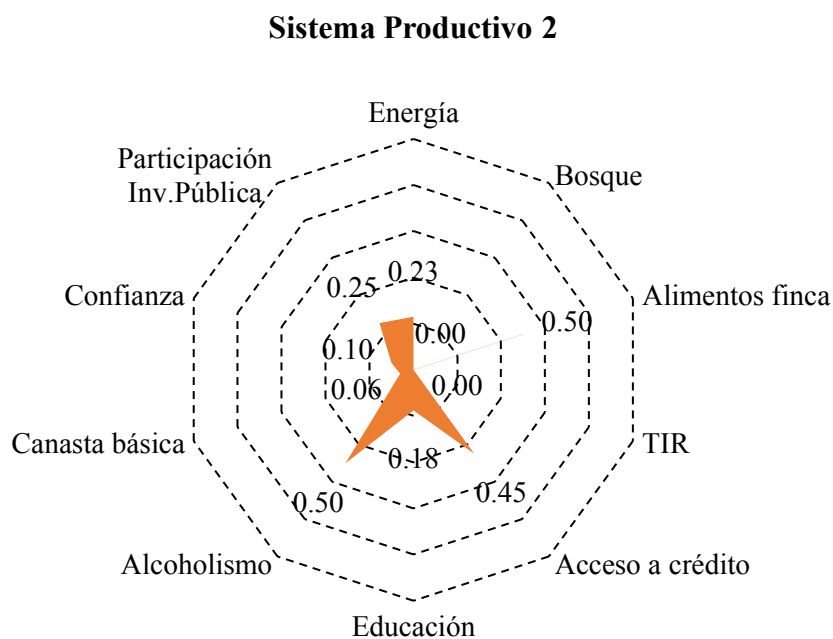 Sistema Productivo 2
Energía
Participación
Inv.Pública
Bosque
0.23
0.25
Confianza
Alimentos finca
0.50
0.00
0.10
0.06
0.00
Canasta básica
TIR
0.18
0.45
0.50
Alcoholismo
Acceso a crédito
Educación